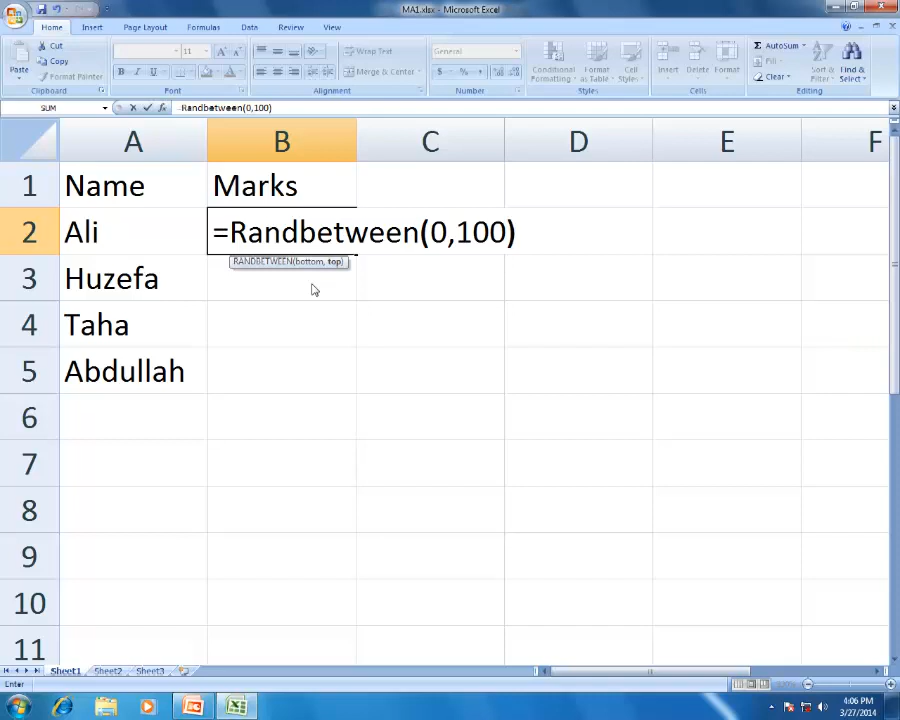 MA1.xlsx - Microsoft Excel
Home Insert Page Layout Formulas Data Review View
Paste
Cut
Copy
Format Painter
Clipboard
11 A A
B I U A
Font
Wrap Text
Merge & Center
Alignment
General
$ % ,
Number
Conditional Formatting
Format as Table
Cell Styles
Styles
Insert Delete Format
Cells
Σ AutoSum
Fill
Clear
Sort & Filter
Find & Select
Editing
SUM fx =Randbetween(0,100)
A B C D E F
1 Name Marks
2 Ali =Randbetween(0,100)
RANDBETWEEN(bottom, top)
3 Huzefa
4 Taha
5 Abdullah
6
7
8
9
10
11
Sheet1 Sheet2 Sheet3
Enter
4:06 PM
3/27/2014